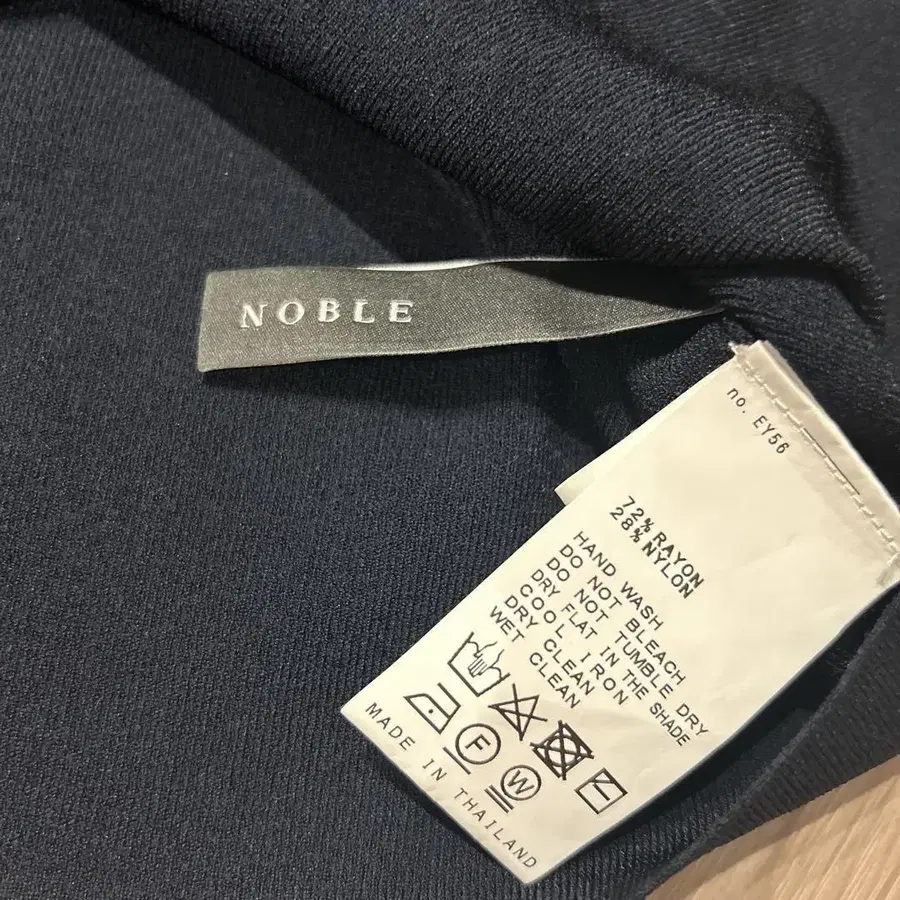 NOBLE
no. EY56
72% RAYON
28% NYLON
HAND WASH
DO NOT BLEACH
DO NOT TUMBLE DRY
DRY FLAT IN THE SHADE
COOL IRON
DRY CLEAN
WET CLEAN
F
W
MADE IN THAILAND